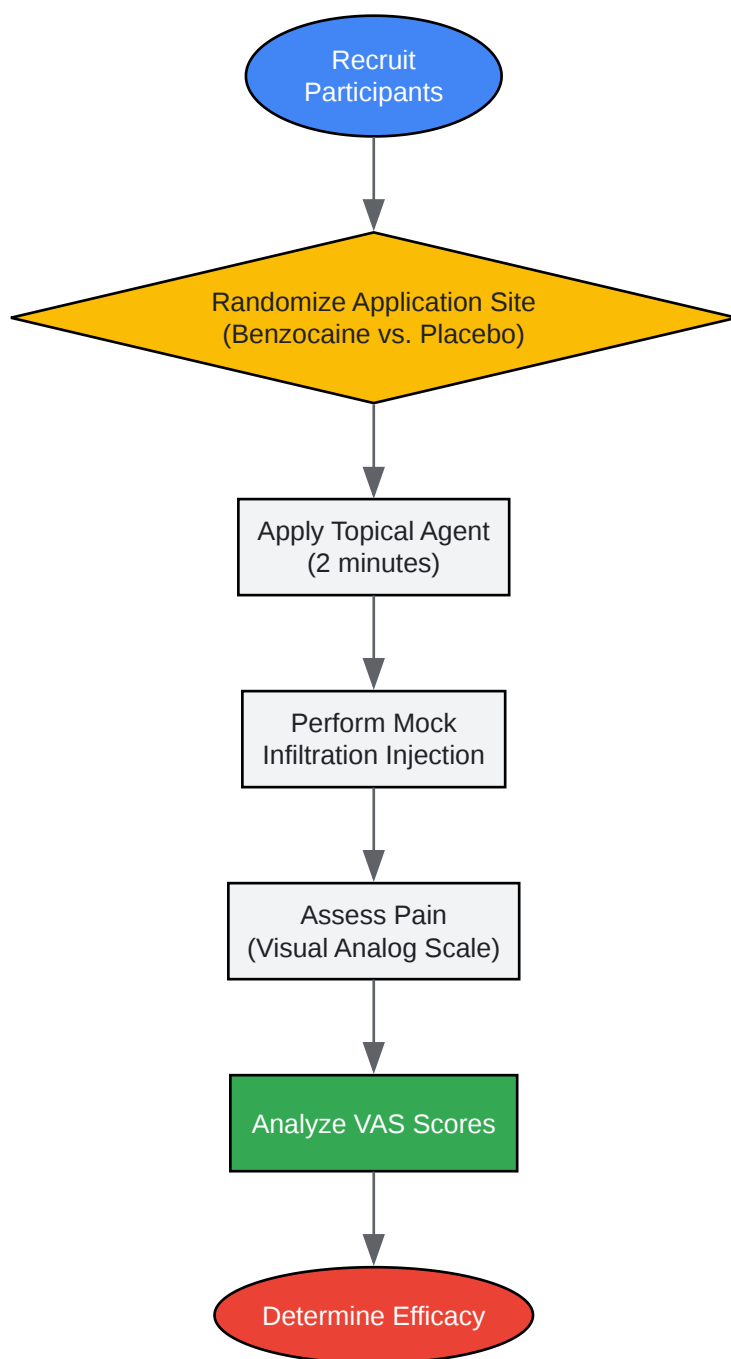 Recruit
Participants
Randomize Application Site
(Benzocaine vs. Placebo)
Apply Topical Agent
(2 minutes)
Perform Mock
Infiltration Injection
Assess Pain
(Visual Analog Scale)
Analyze VAS Scores
Determine Efficacy